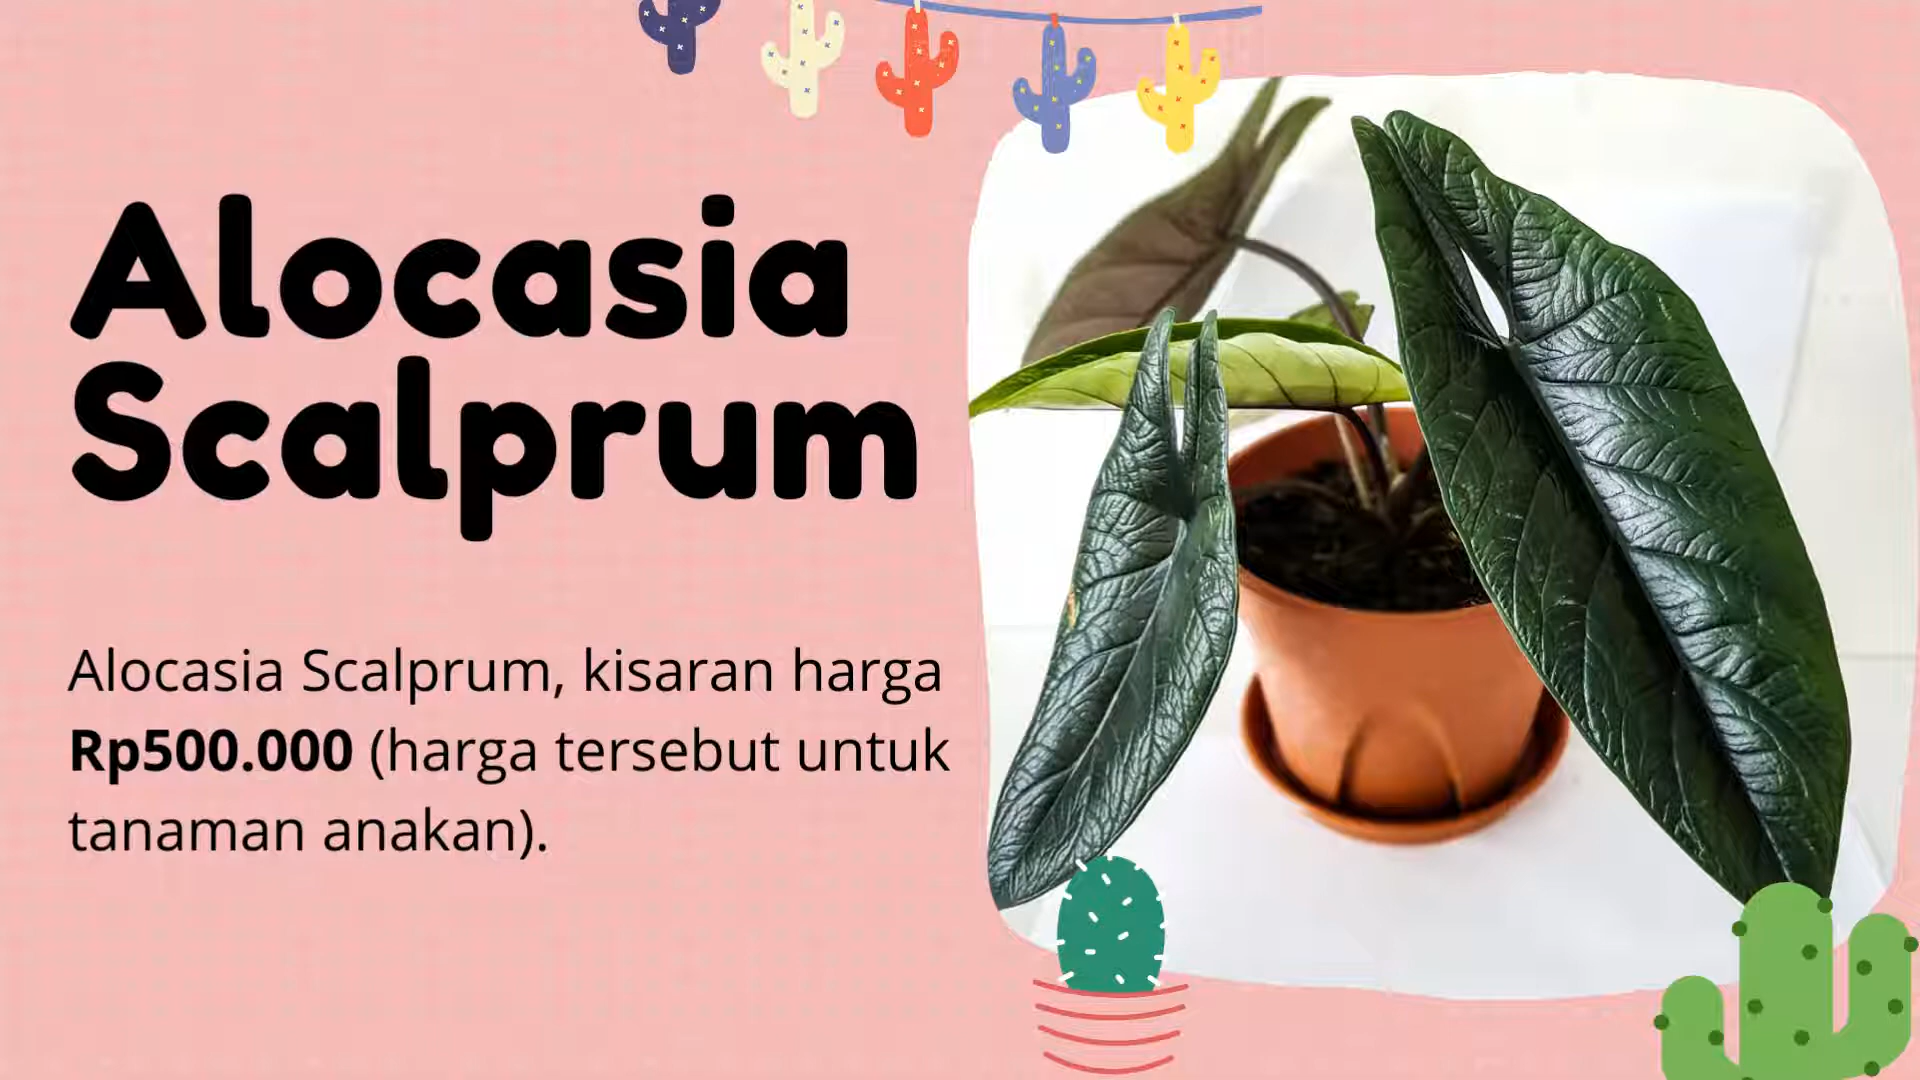 Alocasia
Scalprum
Alocasia Scalprum, kisaran harga
Rp500.000 (harga tersebut untuk
tanaman anakan).